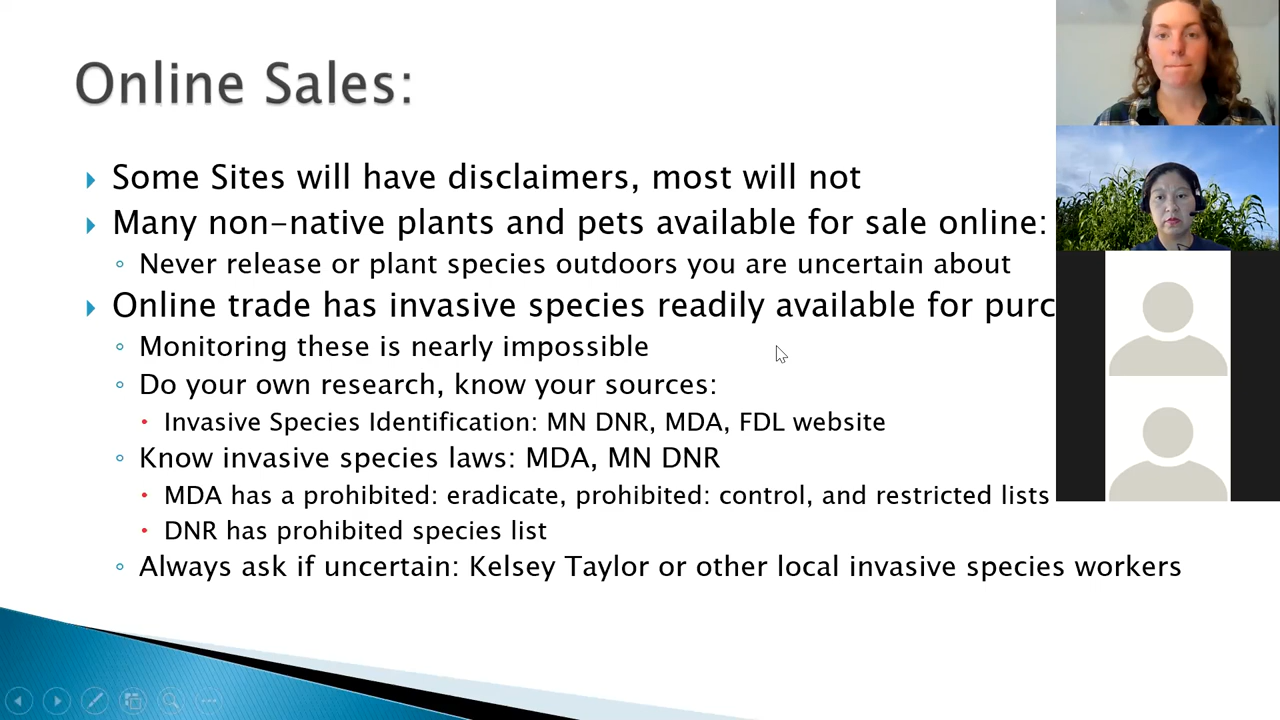 Online Sales:
Some Sites will have disclaimers, most will not
Many non-native plants and pets available for sale online:
Never release or plant species outdoors you are uncertain about
Online trade has invasive species readily available for purc
Monitoring these is nearly impossible
Do your own research, know your sources:
Invasive Species Identification: MN DNR, MDA, FDL website
Know invasive species laws: MDA, MN DNR
MDA has a prohibited: eradicate, prohibited: control, and restricted lists
DNR has prohibited species list
Always ask if uncertain: Kelsey Taylor or other local invasive species workers